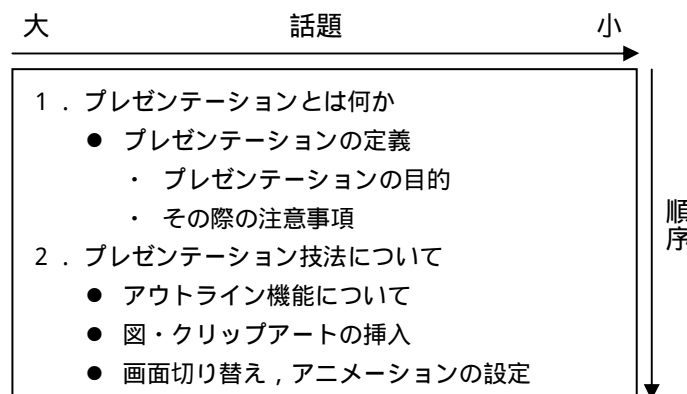 大 話題 小
1．プレゼンテーションとは何か
● プレゼンテーションの定義
・ プレゼンテーションの目的
・ その際の注意事項
2．プレゼンテーション技法について
● アウトライン機能について
● 図・クリップアートの挿入
● 画面切り替え，アニメーションの設定
順序